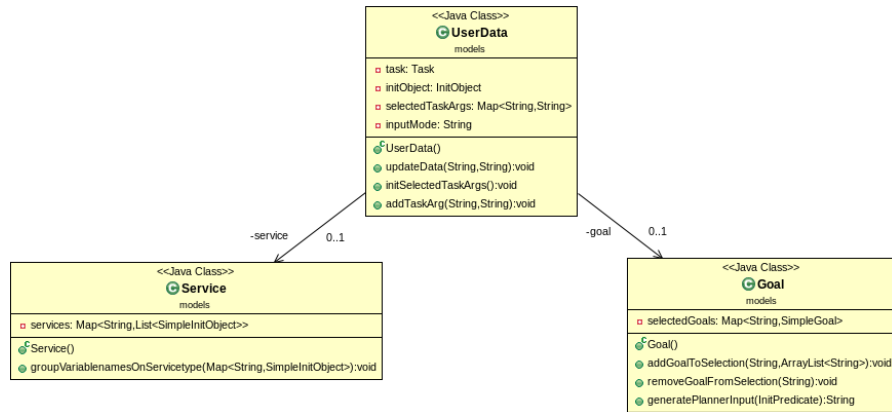 <<Java Class>>
C UserData
models
task: Task
initObject: InitObject
selectedTaskArgs: Map<String,String>
inputMode: String
C UserData()
updateData(String,String):void
initSelectedTaskArgs():void
addTaskArg(String,String):void
-service
0..1
-goal
0..1
<<Java Class>>
C Service
models
services: Map<String,List<SimpleInitObject>>
C Service()
groupVariablenamesOnServicetype(Map<String,SimpleInitObject>):void
<<Java Class>>
C Goal
models
selectedGoals: Map<String,SimpleGoal>
C Goal()
addGoalToSelection(String,ArrayList<String>):void
removeGoalFromSelection(String):void
generatePlannerInput(InitPredicate):String